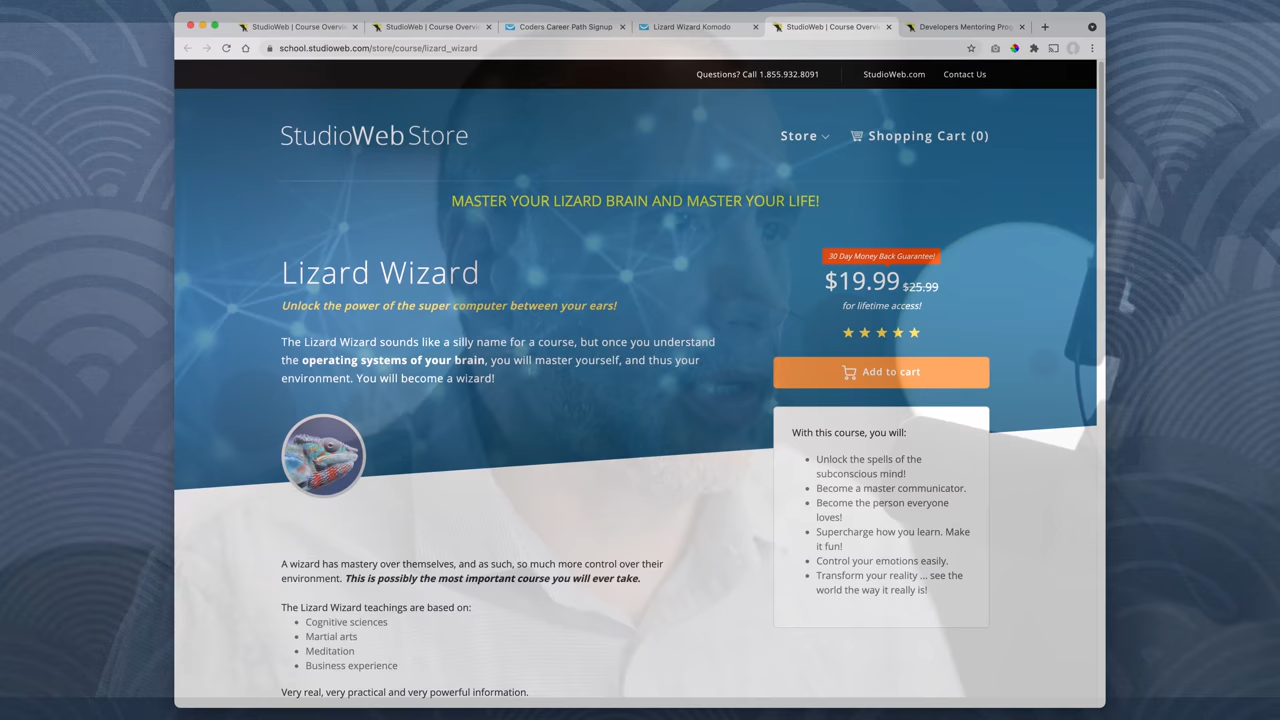 StudioWeb | Course Overvie
StudioWeb | Course Overvie
Coders Career Path Signup
Lizard Wizard Komodo
StudioWeb | Course Overvie
Developers Mentoring Prog
school.studioweb.com/store/course/lizard_wizard
Questions? Call 1.855.932.8091
StudioWeb.com
Contact Us
StudioWeb Store
Store
Shopping Cart (0)
MASTER YOUR LIZARD BRAIN AND MASTER YOUR LIFE!
Lizard Wizard
Unlock the power of the super computer between your ears!
The Lizard Wizard sounds like a silly name for a course, but once you understand
the operating systems of your brain, you will master yourself, and thus your
environment. You will become a wizard!
30 Day Money Back Guarantee!
$19.99 $25.99
for lifetime access!
Add to cart
With this course, you will:
Unlock the spells of the
subconscious mind!
Become a master communicator.
Become the person everyone
loves!
Supercharge how you learn. Make
it fun!
Control your emotions easily.
Transform your reality ... see the
world the way it really is!
A wizard has mastery over themselves, and as such, so much more control over their
environment. This is possibly the most important course you will ever take.
The Lizard Wizard teachings are based on:
Cognitive sciences
Martial arts
Meditation
Business experience
Very real, very practical and very powerful information.